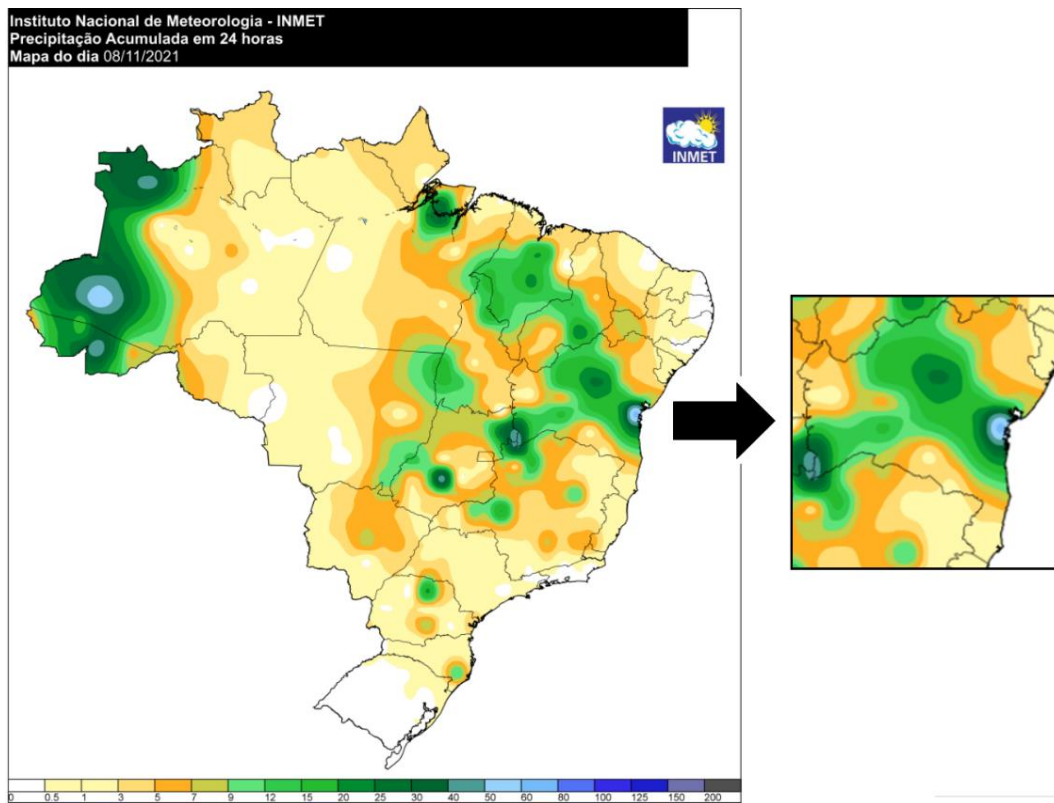 Instituto Nacional de Meteorologia - INMET
Precipitação Acumulada em 24 horas
Mapa do dia 08/11/2021
INMET
0 0.5 1 3 5 7 9 12 15 20 25 30 40 50 60 80 100 125 150 200